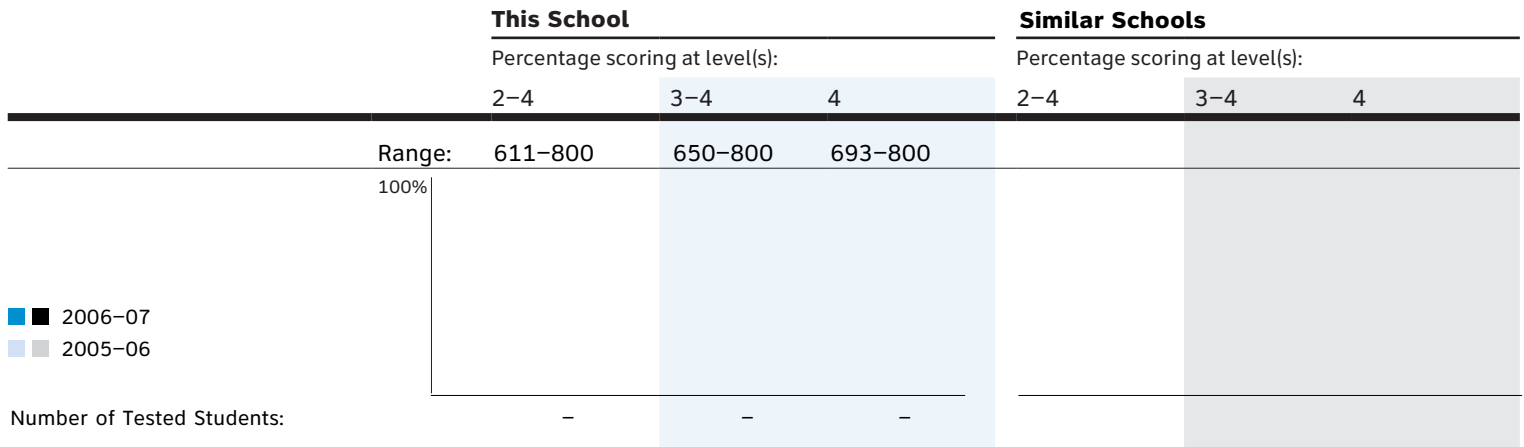 This School Similar Schools
Percentage scoring at level(s): Percentage scoring at level(s):
2–4 3–4 4 2–4 3–4 4
Range: 611–800 650–800 693–800
100%
2006–07
2005–06
Number of Tested Students: – – –